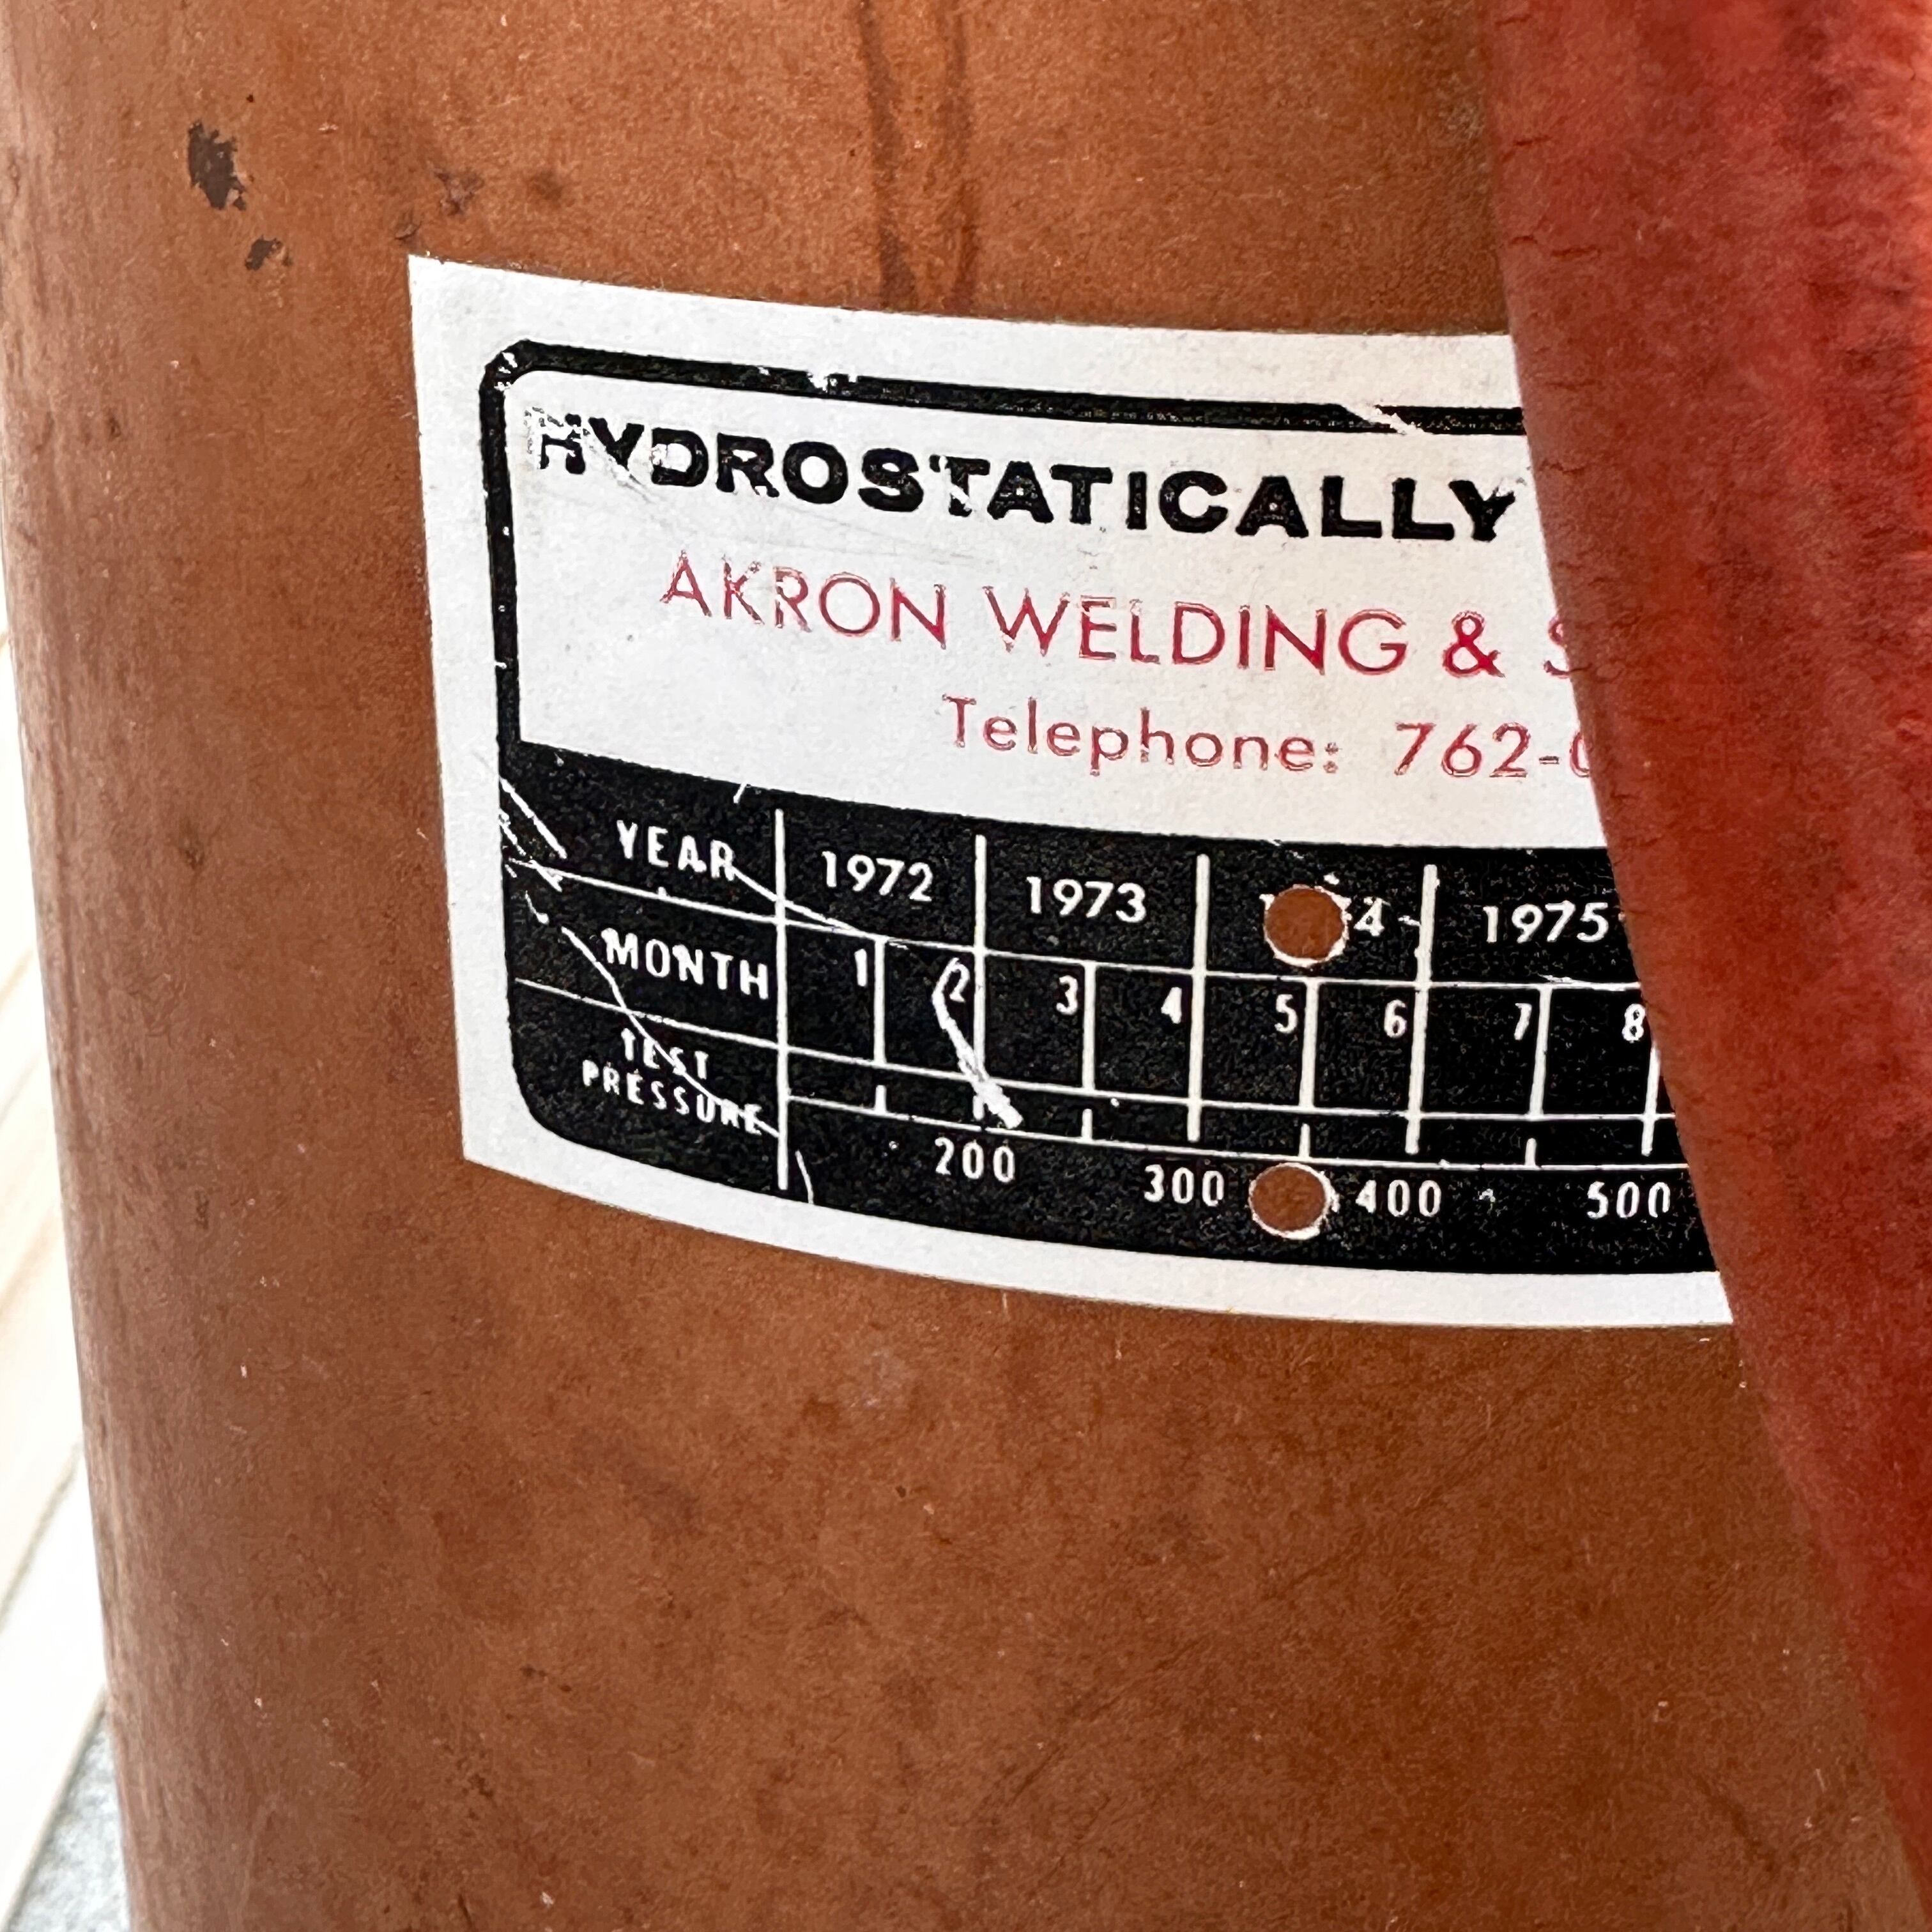 HYDROSTATICALLY
AKRON WELDING &
Telephone: 762-
YEAR 1972 1973 1974 1975
MONTH 1 2 3 4 5 6 7 8
TEST
PRESSURE
200 300 400 500